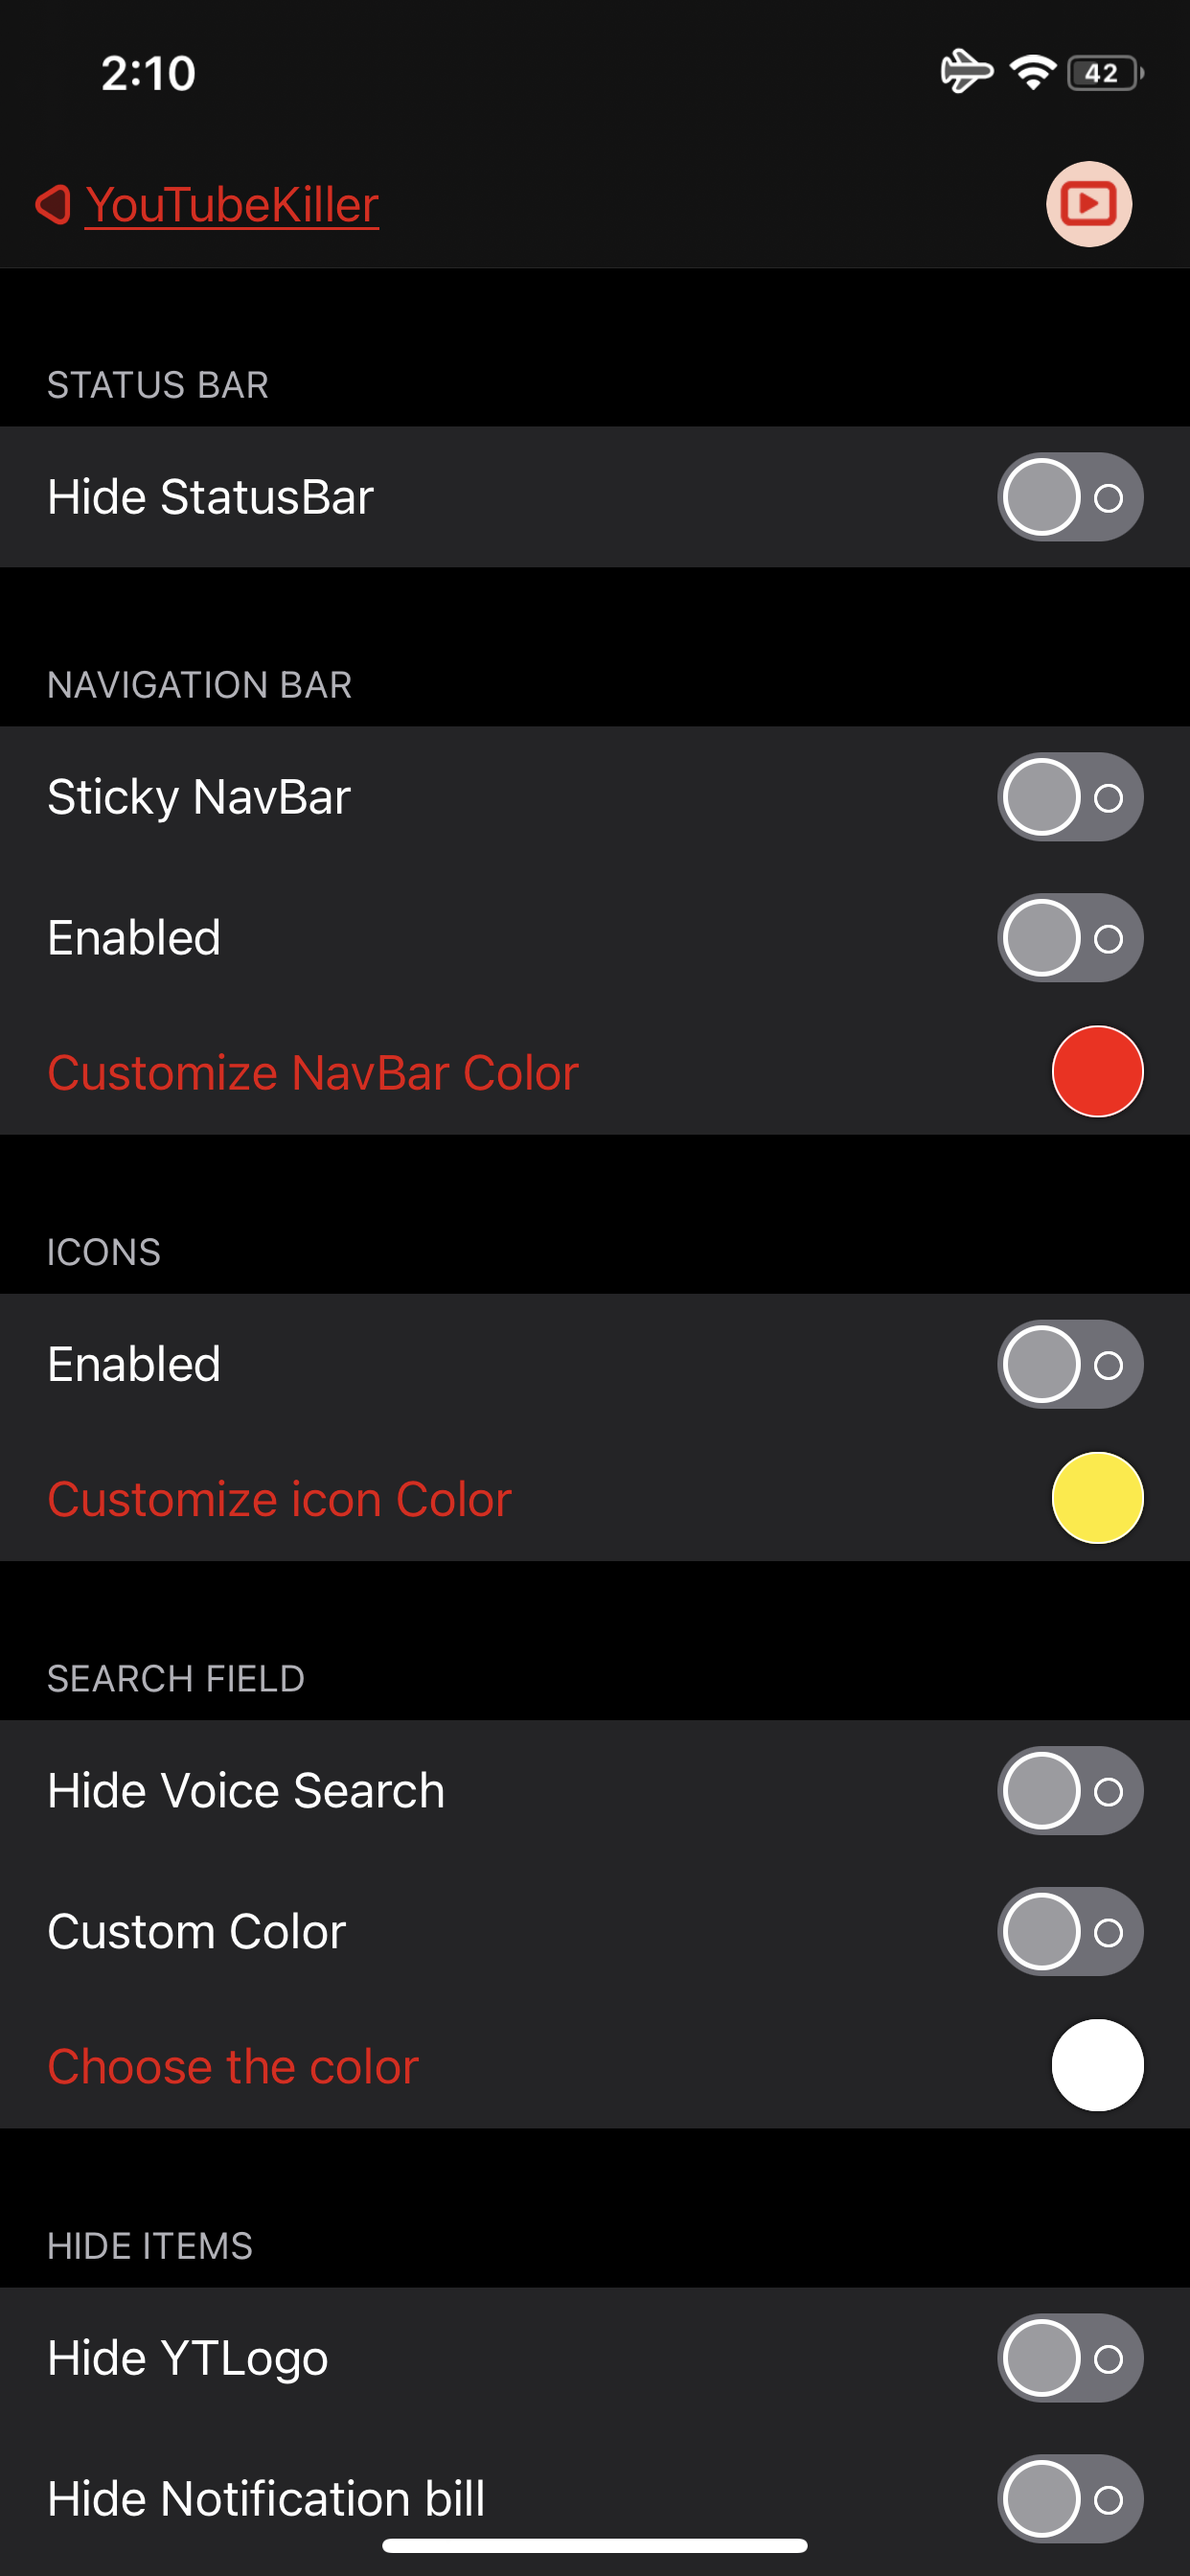 2:10
42
YouTubeKiller
STATUS BAR
Hide StatusBar
NAVIGATION BAR
Sticky NavBar
Enabled
Customize NavBar Color
ICONS
Enabled
Customize icon Color
SEARCH FIELD
Hide Voice Search
Custom Color
Choose the color
HIDE ITEMS
Hide YTLogo
Hide Notification bill